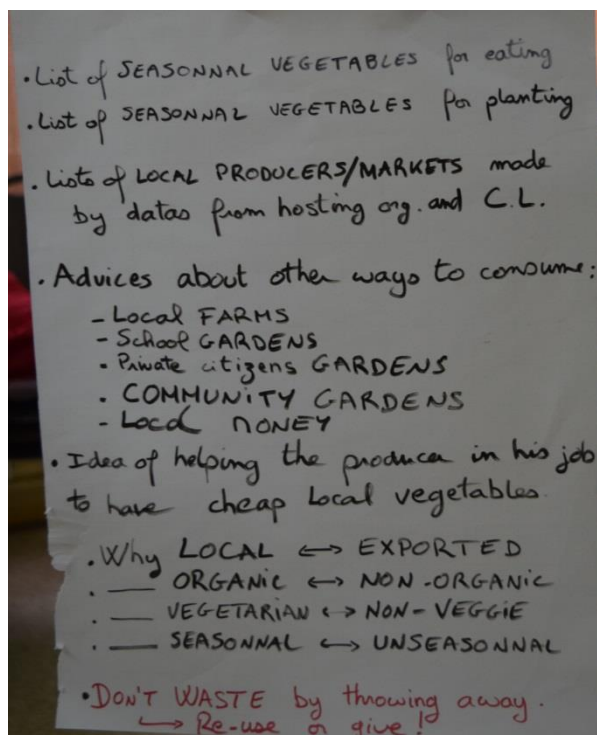 • List of SEASONNAL VEGETABLES for eating
• List of SEASONNAL VEGETABLES for planting
• Lists of LOCAL PRODUCERS/MARKETS made
by datas from hosting org. and C.L.
• Advices about other ways to consume:
- Local FARMS
- School GARDENS
• Private citizens GARDENS
• COMMUNITY GARDENS
- Local MONEY
• Idea of helping the producer in his job
to have cheap local vegetables.
• Why LOCAL ↔ EXPORTED
• — ORGANIC ↔ NON-ORGANIC
• — VEGETARIAN ↔ NON-VEGGIE
• — SEASONNAL ↔ UNSEASONNAL
• DON'T WASTE by throwing away.
↳ Re-use or give!